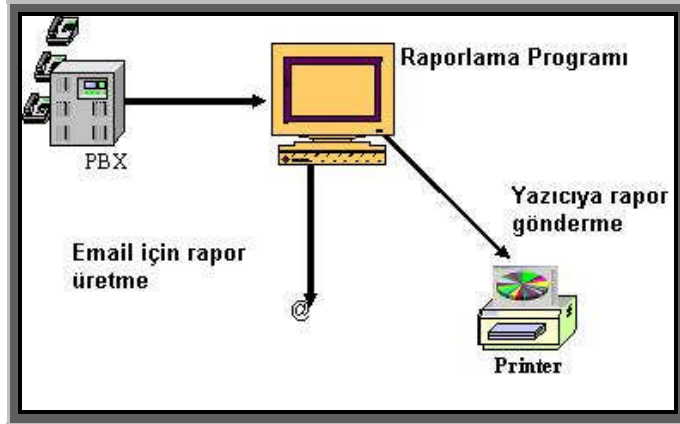 Raporlama Programı
PBX
Yazıcıya rapor
gönderme
Email için rapor
üretme
@
Printer